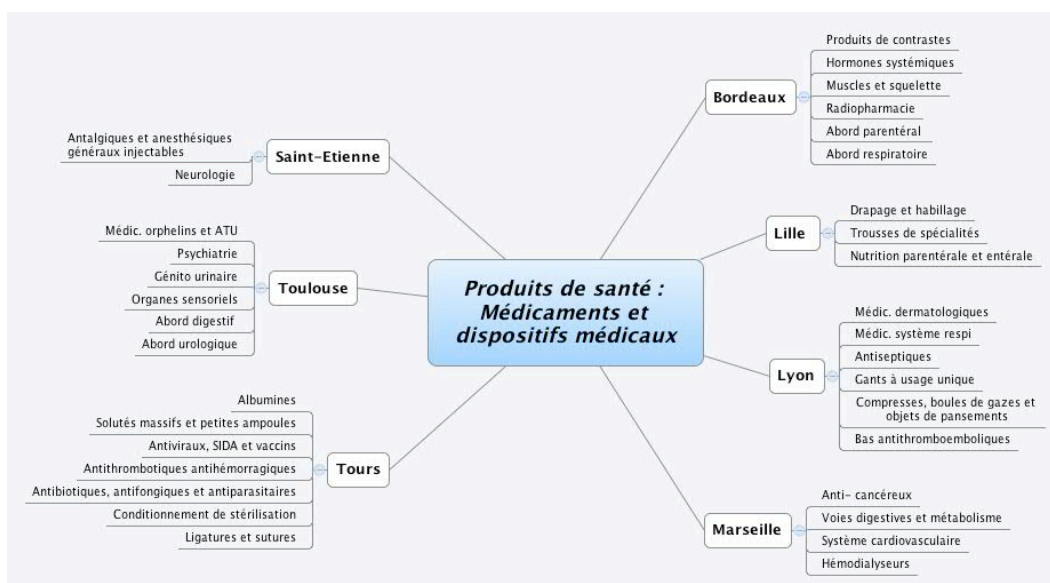 Produits de santé :
Médicaments et
dispositifs médicaux
Bordeaux
Produits de contrastes
Hormones systémiques
Muscles et squelette
Radiopharmacie
Abord parentéral
Abord respiratoire
Lille
Drapage et habillage
Trousses de spécialités
Nutrition parentérale et entérale
Lyon
Médic. dermatologiques
Médic. système respi
Antiseptiques
Gants à usage unique
Compresses, boules de gazes et
objets de pansements
Bas antithromboemboliques
Marseille
Anti- cancéreux
Voies digestives et métabolisme
Système cardiovasculaire
Hémodialyseurs
Saint-Etienne
Antalgiques et anesthésiques
généraux injectables
Neurologie
Toulouse
Médic. orphelins et ATU
Psychiatrie
Génito urinaire
Organes sensoriels
Abord digestif
Abord urologique
Tours
Albumines
Solutés massifs et petites ampoules
Antiviraux, SIDA et vaccins
Antithrombotiques antihémorragiques
Antibiotiques, antifongiques et antiparasitaires
Conditionnement de stérilisation
Ligatures et sutures